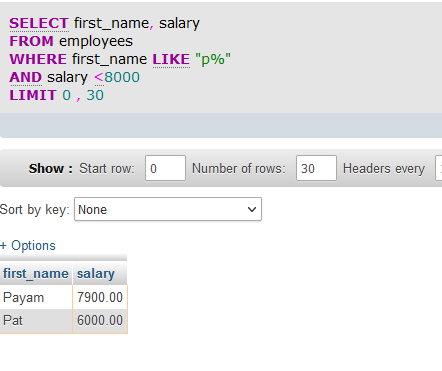 SELECT first_name, salary
FROM employees
WHERE first_name LIKE "p%"
AND salary <8000
LIMIT 0 , 30
Show : Start row: 0 Number of rows: 30 Headers every
Sort by key: None
+ Options
first_name salary
Payam 7900.00
Pat 6000.00